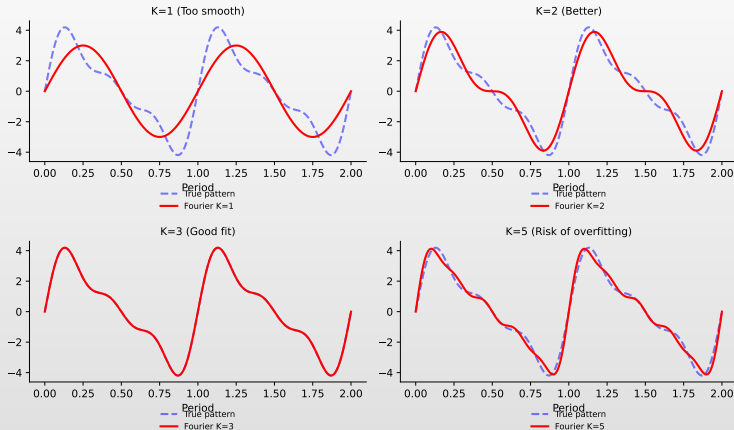 K=1 (Too smooth)
4
2
0
−2
−4
0.00 0.25 0.50 0.75 1.00 1.25 1.50 1.75 2.00
Period
True pattern
Fourier K=1
K=2 (Better)
4
2
0
−2
−4
0.00 0.25 0.50 0.75 1.00 1.25 1.50 1.75 2.00
Period
True pattern
Fourier K=2
K=3 (Good fit)
4
2
0
−2
−4
0.00 0.25 0.50 0.75 1.00 1.25 1.50 1.75 2.00
Period
True pattern
Fourier K=3
K=5 (Risk of overfitting)
4
2
0
−2
−4
0.00 0.25 0.50 0.75 1.00 1.25 1.50 1.75 2.00
Period
True pattern
Fourier K=5